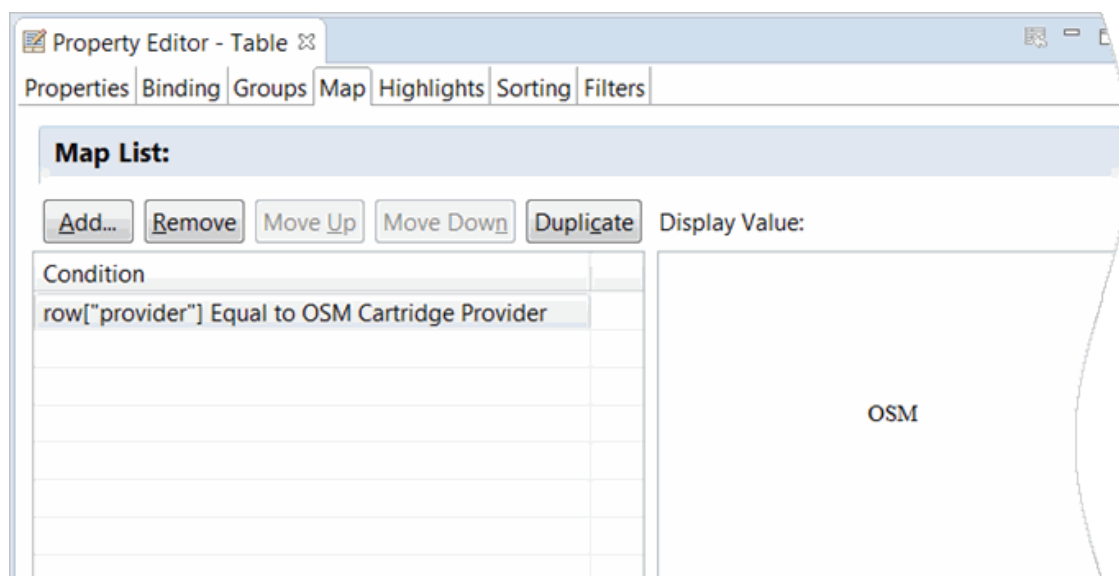 Property Editor - Table
Properties Binding Groups Map Highlights Sorting Filters
Map List:
Add... Remove Move Up Move Down Duplicate Display Value:
Condition
row["provider"] Equal to OSM Cartridge Provider
OSM